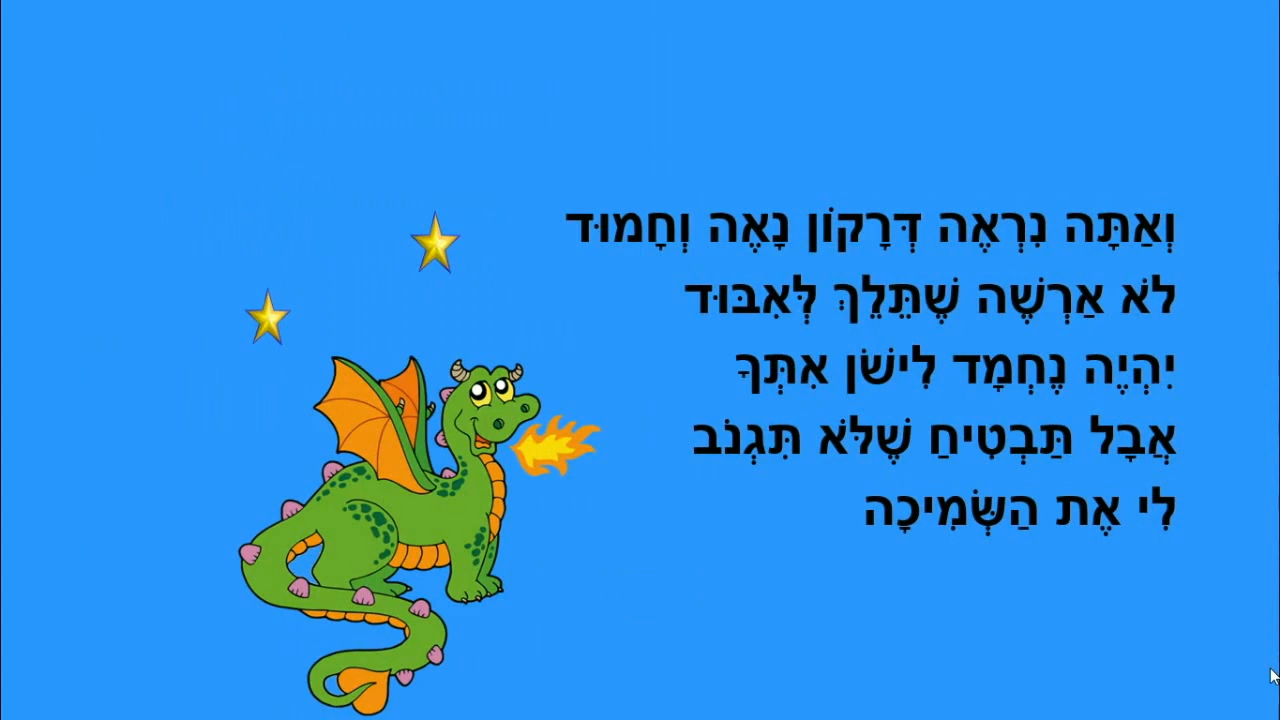 וְאַתָּה נִרְאֶה דְּרָקוֹן נָאֶה וְחָמוּד
לֹא אַרְשֶׁה שֶׁתֵּלֵךְ לְּאִבּוּד
יִהְיֶה נֶחְמָד לִישֹׁן אִתְּךָ
אֲבָל תַּבְטִיחַ שֶׁלֹּא תִּגְנֹב
לִי אֶת הַשְּׂמִיכָה